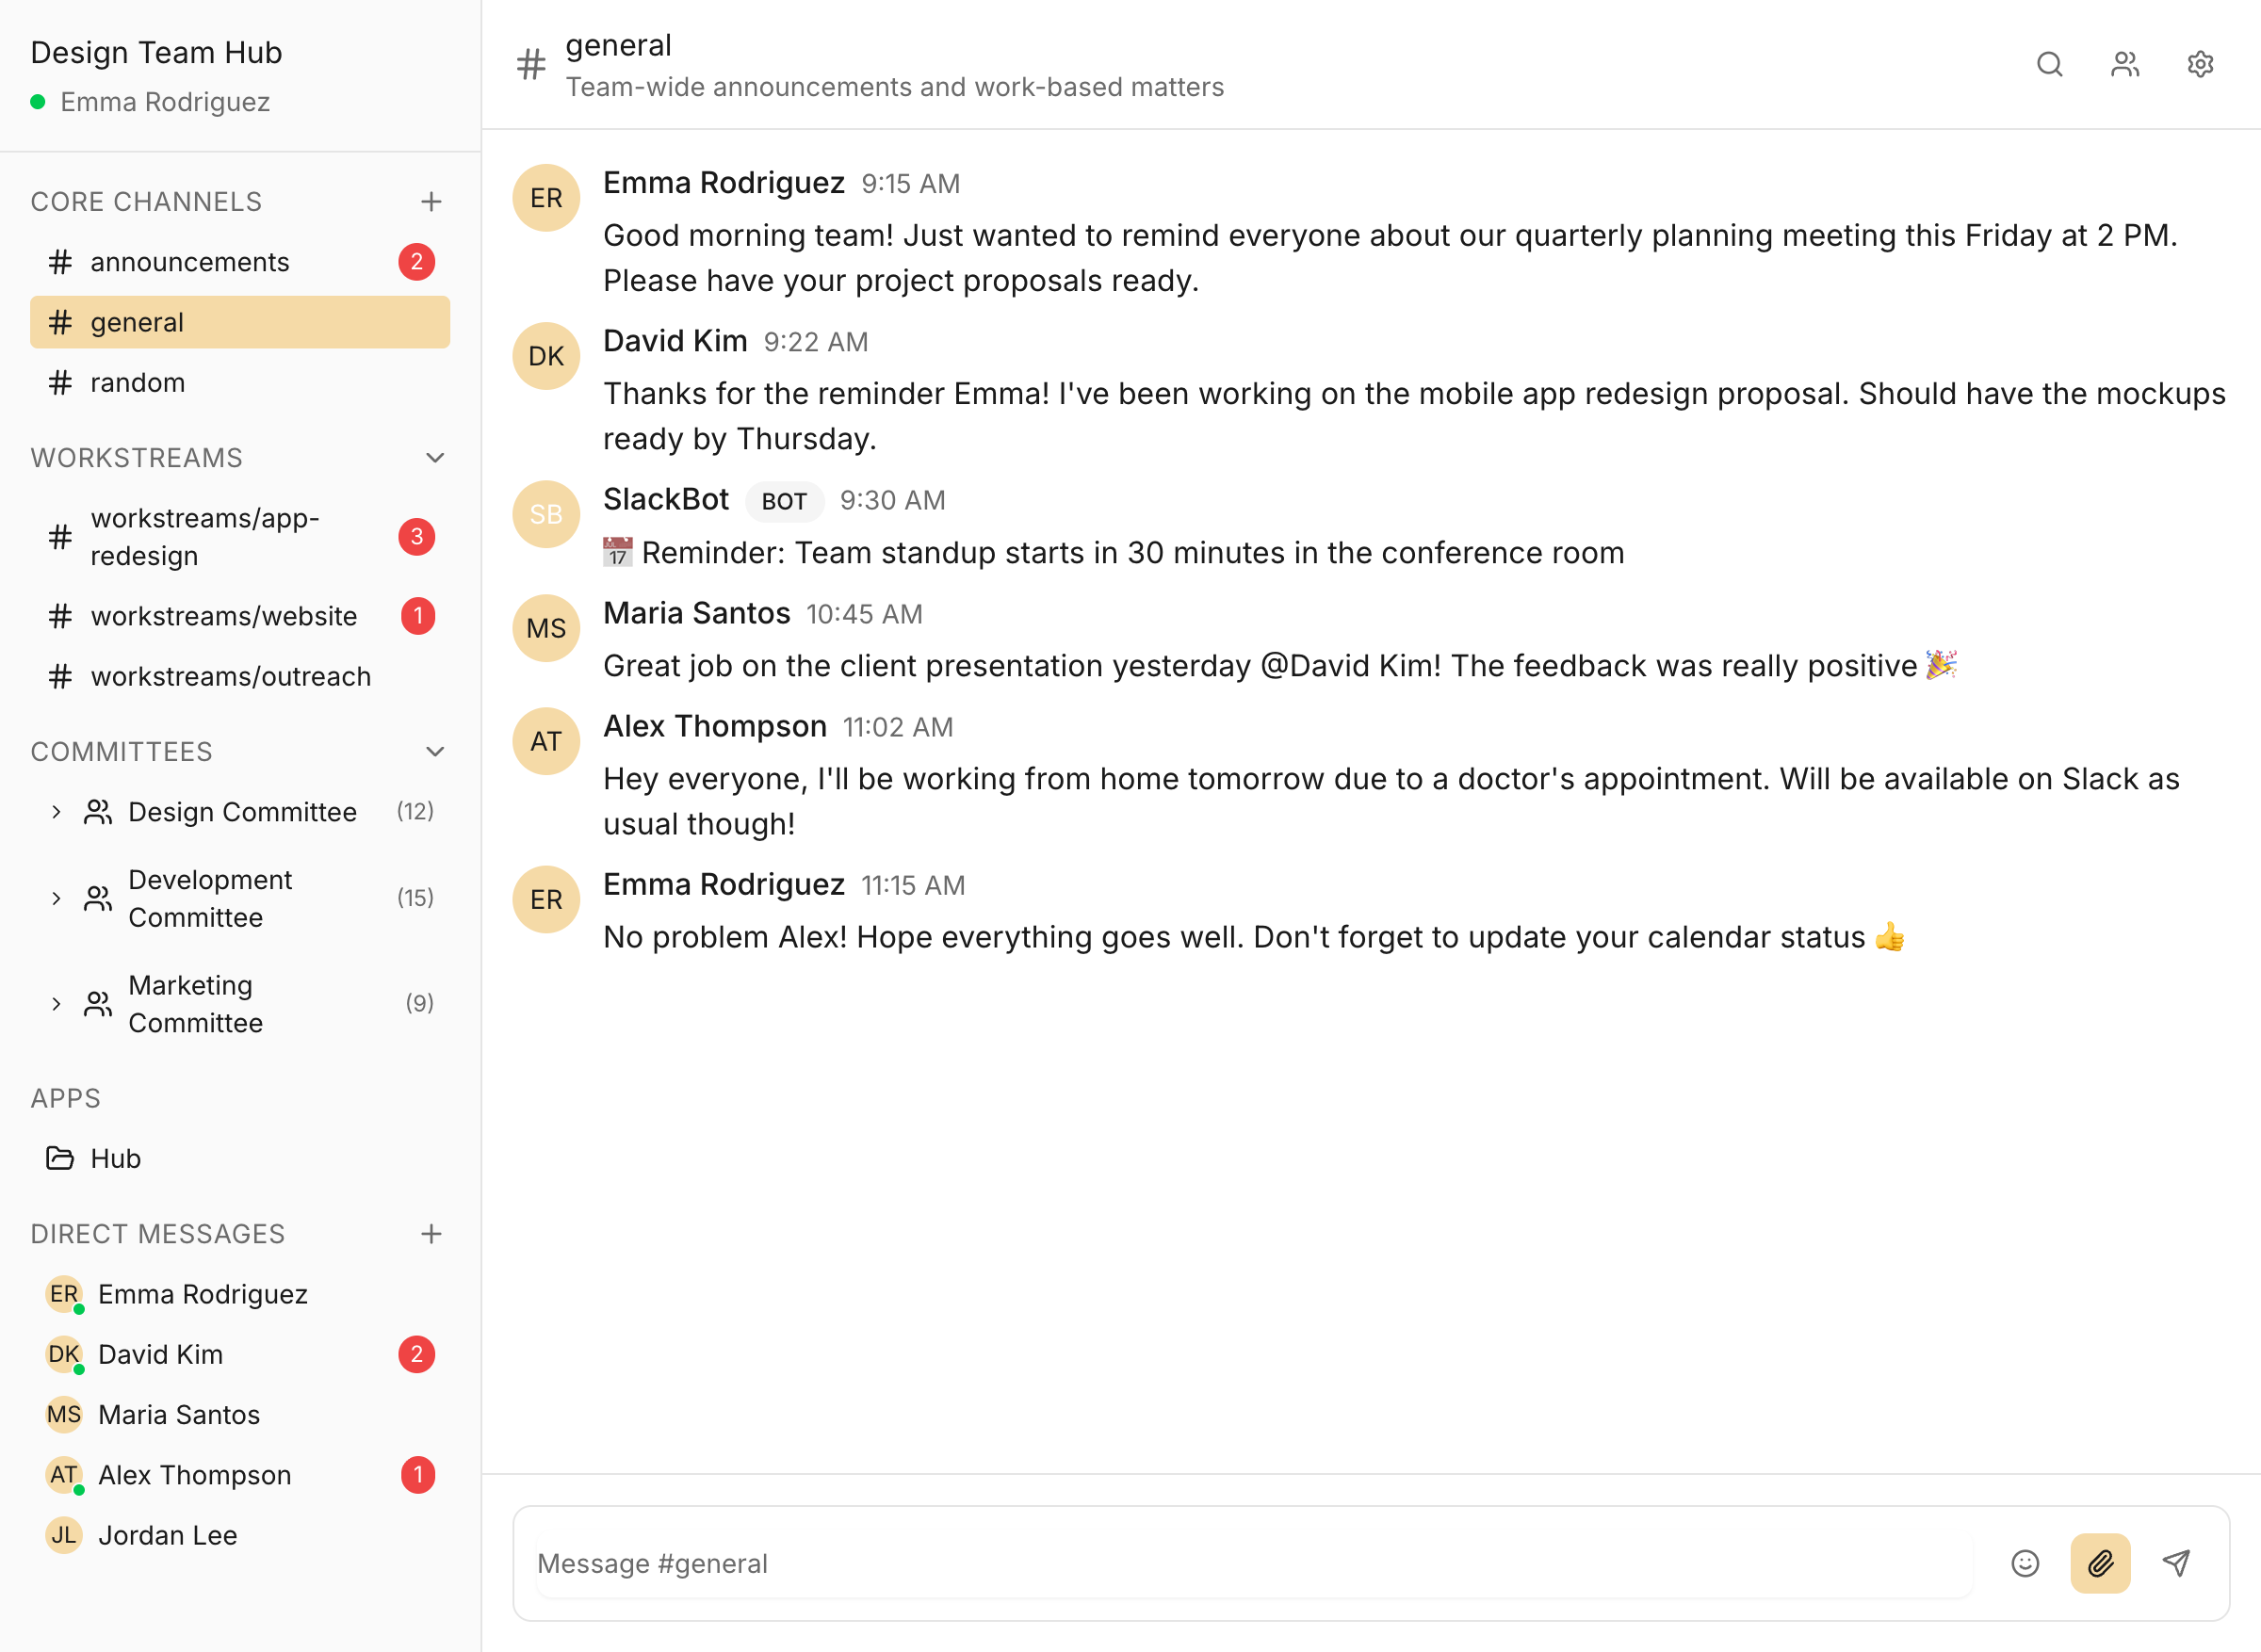 Design Team Hub
Emma Rodriguez
CORE CHANNELS
announcements
2
general
random
WORKSTREAMS
workstreams/app-
redesign
3
workstreams/website
1
workstreams/outreach
COMMITTEES
Design Committee
(12)
Development
Committee
(15)
Marketing
Committee
(9)
APPS
Hub
DIRECT MESSAGES
ER
Emma Rodriguez
DK
David Kim
2
MS
Maria Santos
AT
Alex Thompson
1
JL
Jordan Lee
# general
Team-wide announcements and work-based matters
ER
Emma Rodriguez 9:15 AM
Good morning team! Just wanted to remind everyone about our quarterly planning meeting this Friday at 2 PM.
Please have your project proposals ready.
DK
David Kim 9:22 AM
Thanks for the reminder Emma! I've been working on the mobile app redesign proposal. Should have the mockups
ready by Thursday.
SB
SlackBot BOT 9:30 AM
📅 Reminder: Team standup starts in 30 minutes in the conference room
MS
Maria Santos 10:45 AM
Great job on the client presentation yesterday @David Kim! The feedback was really positive 🎉
AT
Alex Thompson 11:02 AM
Hey everyone, I'll be working from home tomorrow due to a doctor's appointment. Will be available on Slack as
usual though!
ER
Emma Rodriguez 11:15 AM
No problem Alex! Hope everything goes well. Don't forget to update your calendar status 👍
Message #general